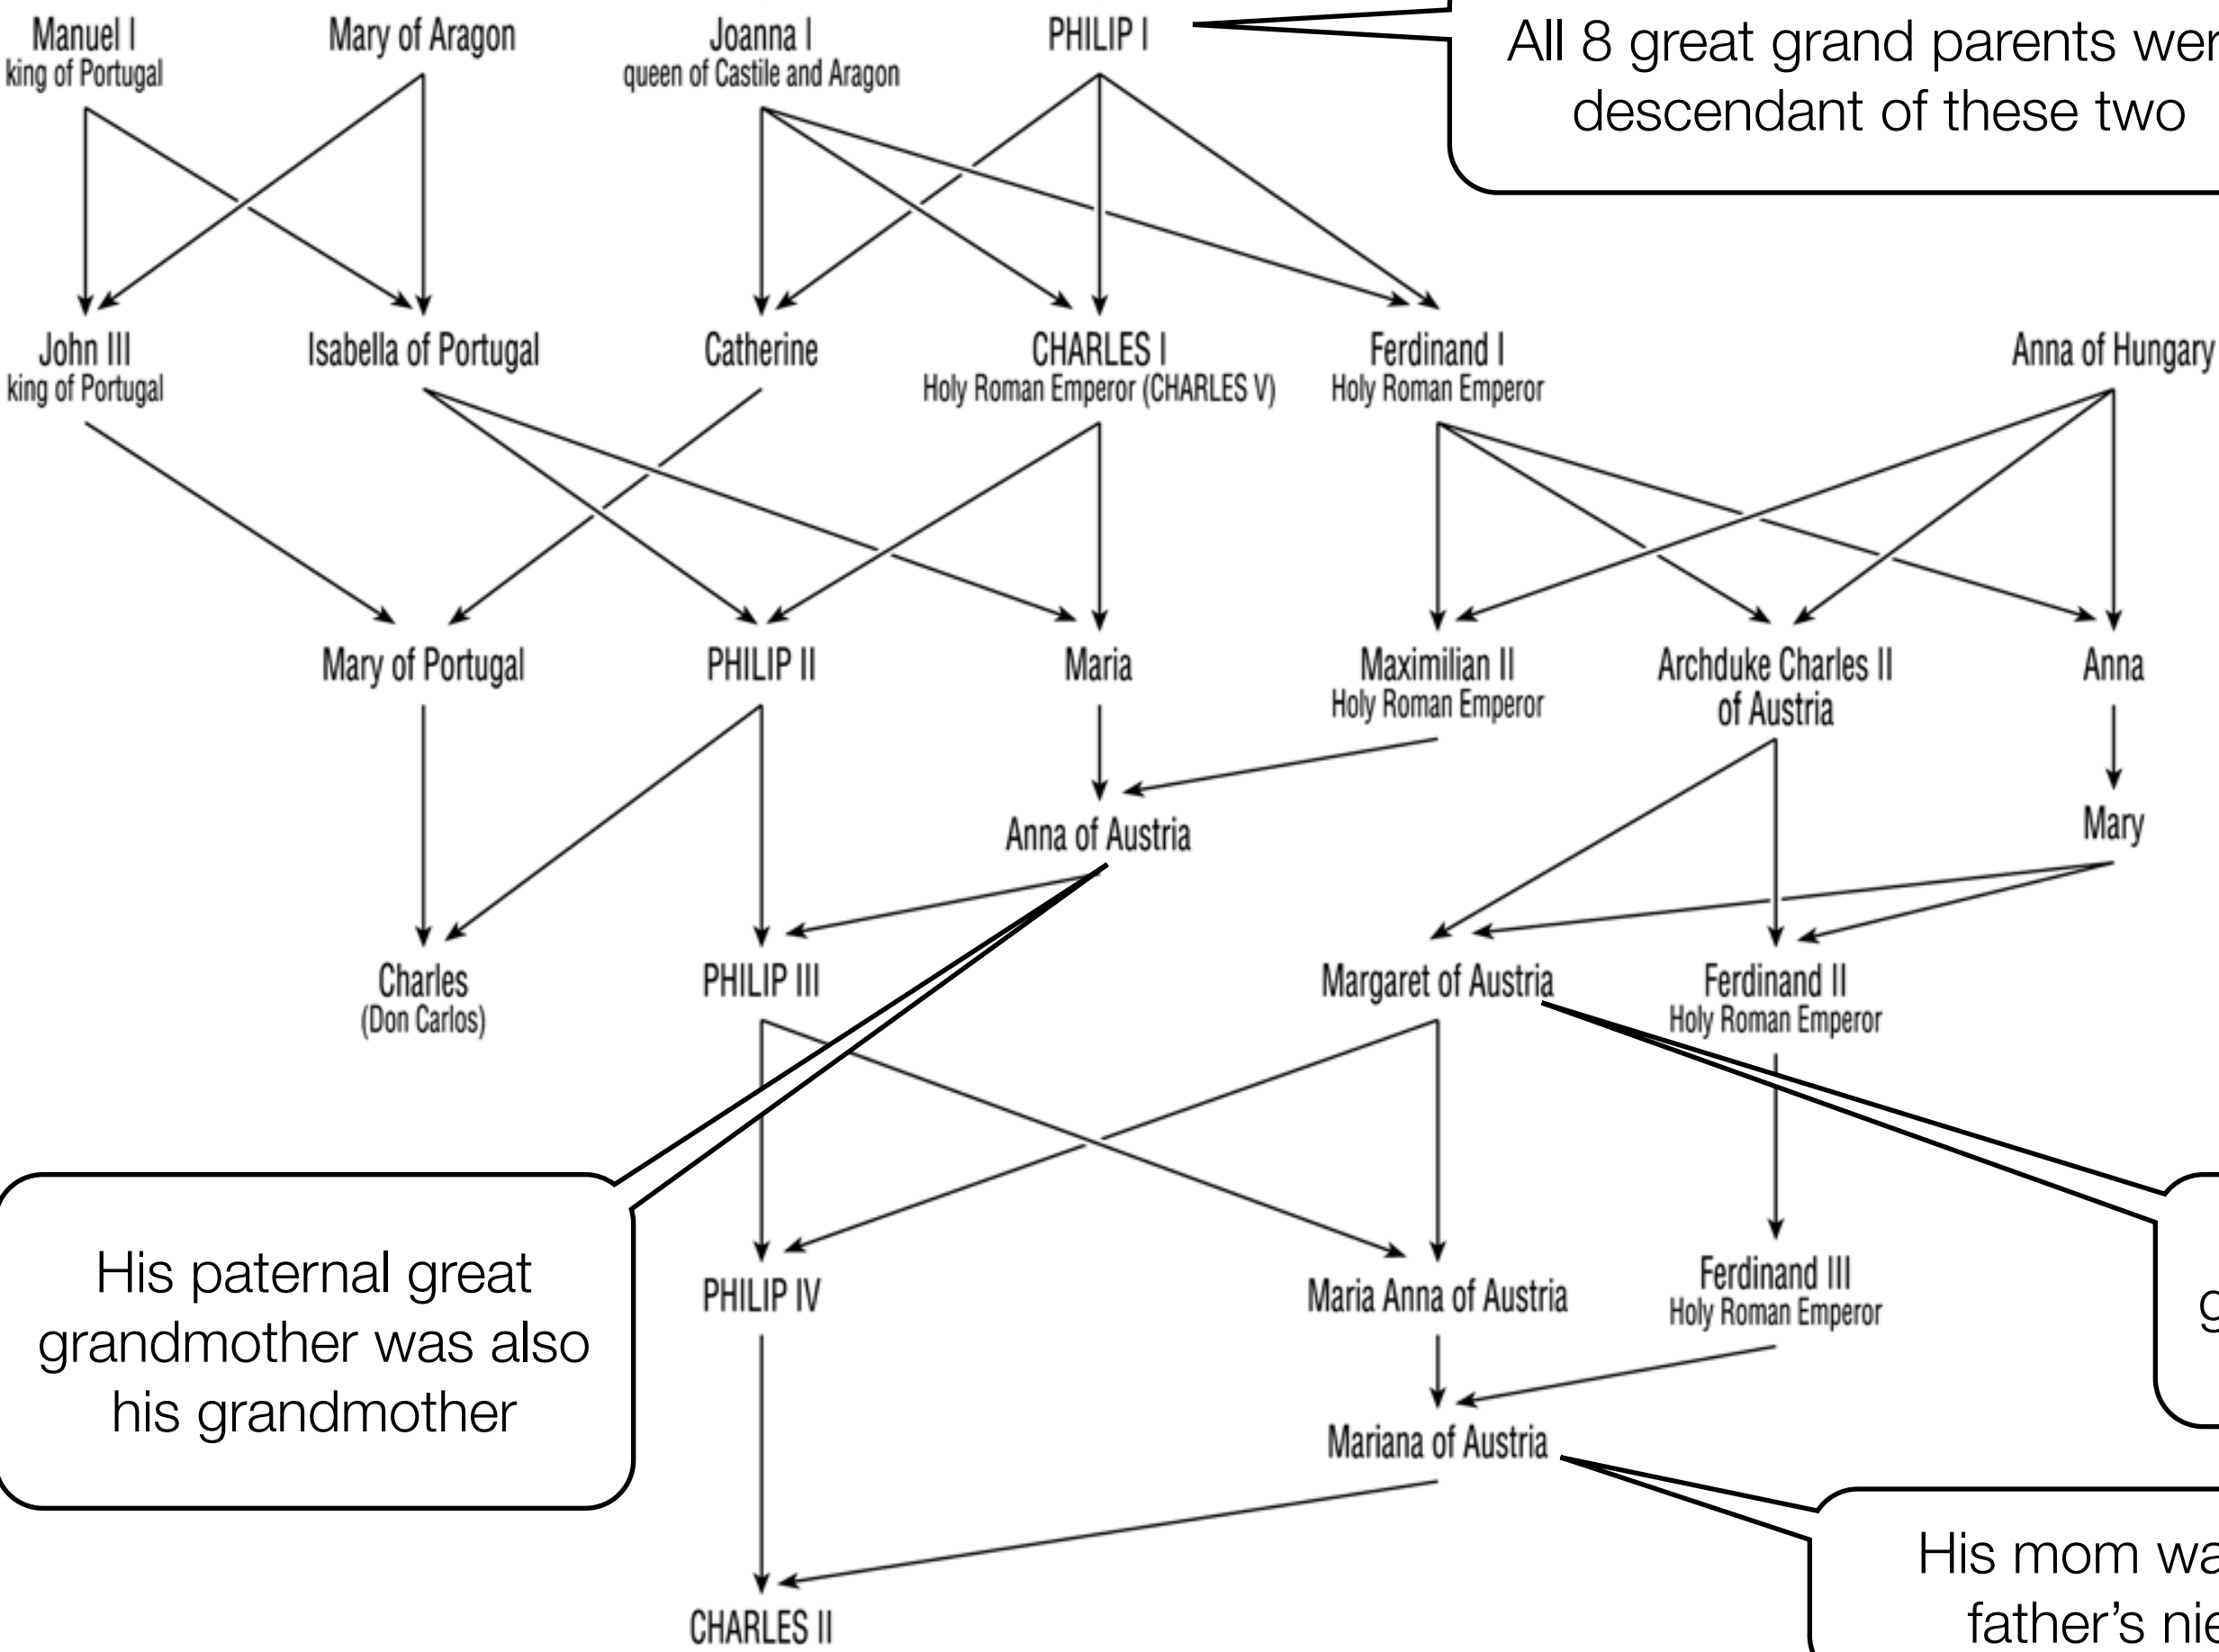 Manuel I
king of Portugal
Mary of Aragon
Joanna I
queen of Castile and Aragon
PHILIP I
All 8 great grand parents wer
descendant of these two
John III
king of Portugal
Isabella of Portugal
Catherine
CHARLES I
Holy Roman Emperor (CHARLES V)
Ferdinand I
Holy Roman Emperor
Anna of Hungary
Mary of Portugal
PHILIP II
Maria
Maximilian II
Holy Roman Emperor
Archduke Charles II
of Austria
Anna
Anna of Austria
Mary
Charles
(Don Carlos)
PHILIP III
Margaret of Austria
Ferdinand II
Holy Roman Emperor
His paternal great
grandmother was also
his grandmother
PHILIP IV
Maria Anna of Austria
Ferdinand III
Holy Roman Emperor
g
Mariana of Austria
His mom wa
father's nie
CHARLES II